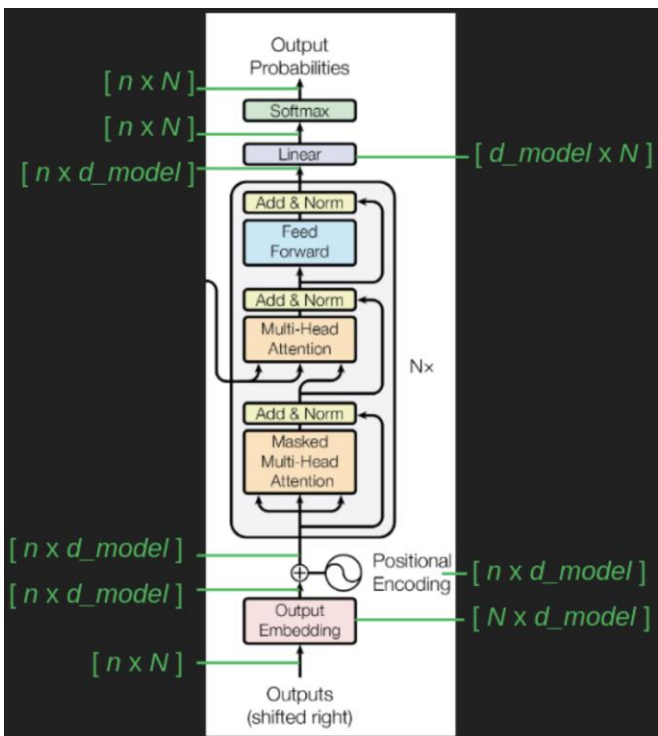 Output
Probabilities
[ n x N ]
Softmax
[ n x N ]
Linear
[ d_model x N ]
[ n x d_model ]
Add & Norm
Feed
Forward
Add & Norm
Multi-Head
Attention
N×
Add & Norm
Masked
Multi-Head
Attention
[ n x d_model ]
Positional
Encoding
[ n x d_model ]
[ n x d_model ]
Output
Embedding
[ N x d_model ]
[ n x N ]
Outputs
(shifted right)